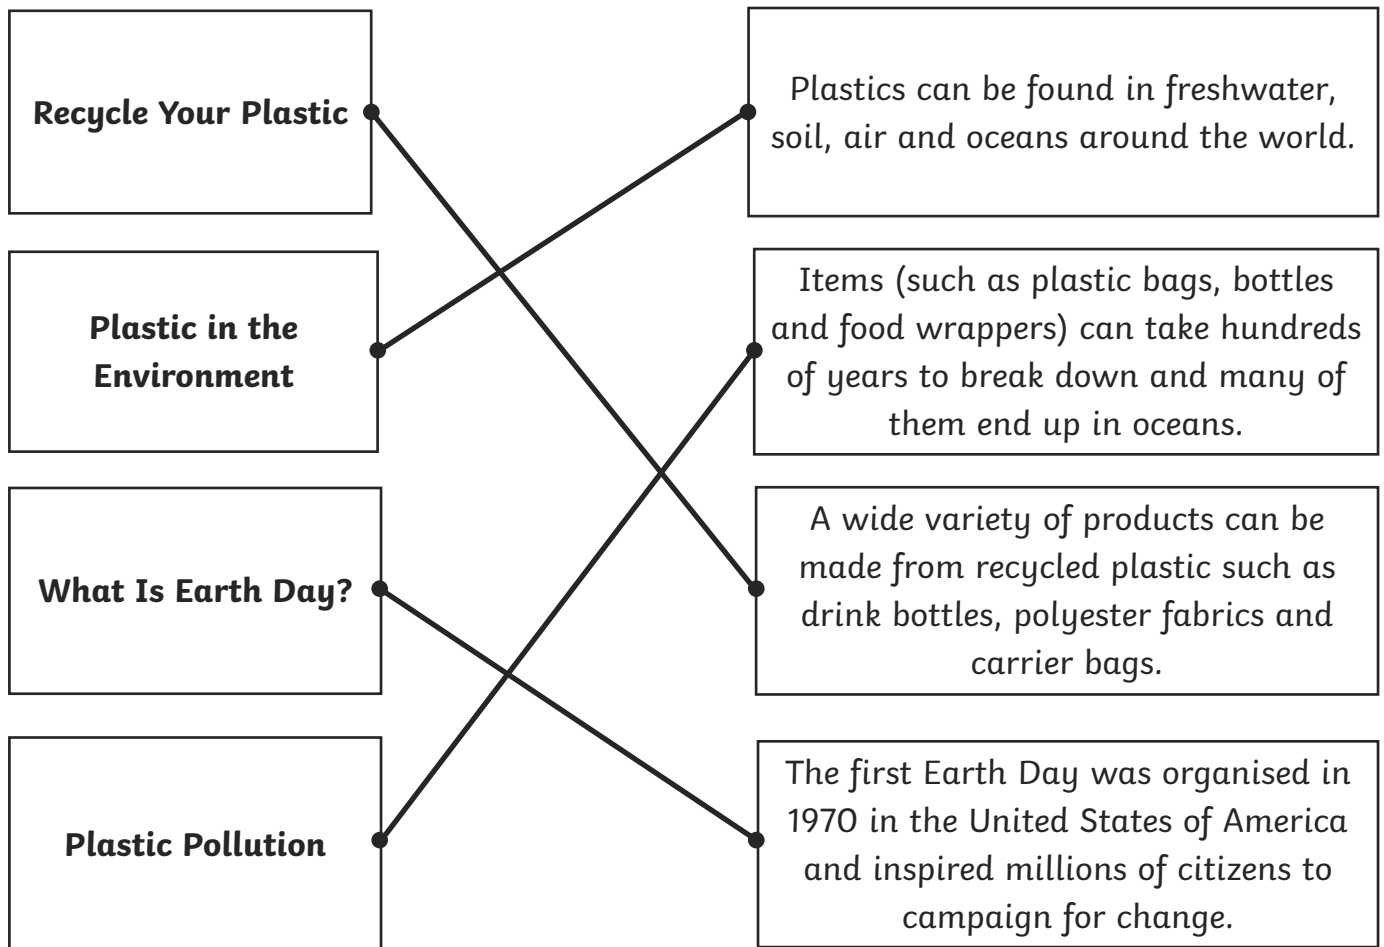 Recycle Your Plastic
Plastics can be found in freshwater,
soil, air and oceans around the world.
Plastic in the
Environment
Items (such as plastic bags, bottles
and food wrappers) can take hundreds
of years to break down and many of
them end up in oceans.
What Is Earth Day?
A wide variety of products can be
made from recycled plastic such as
drink bottles, polyester fabrics and
carrier bags.
Plastic Pollution
The first Earth Day was organised in
1970 in the United States of America
and inspired millions of citizens to
campaign for change.